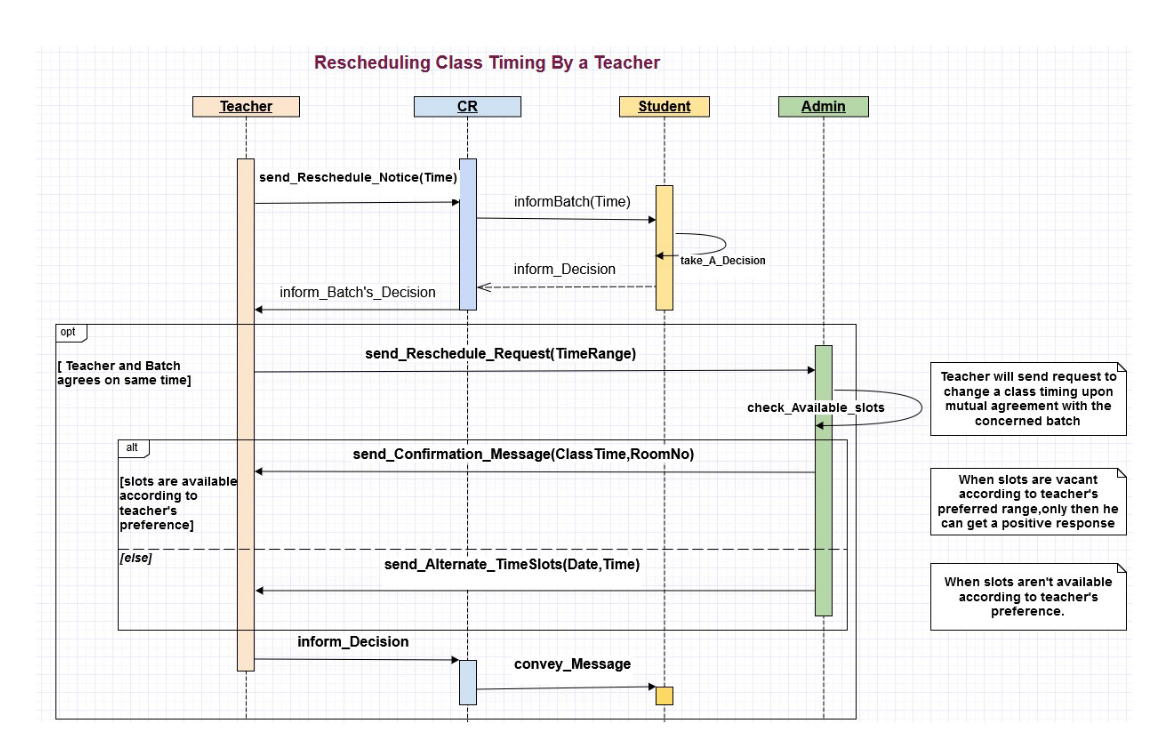 Rescheduling Class Timing By a Teacher
Teacher
CR
Student
Admin
send_Reschedule_Notice(Time)
informBatch(Time)
take_A_Decision
inform_Decision
inform_Batch's_Decision
opt
[ Teacher and Batch
agrees on same time]
send_Reschedule_Request(TimeRange)
check_Available_slots
Teacher will send request to
change a class timing upon
mutual agreement with the
concerned batch
alt
[slots are available
according to
teacher's
preference]
send_Confirmation_Message(ClassTime,RoomNo)
When slots are vacant
according to teacher's
preferred range,only then he
can get a positive response
[else]
send_Alternate_TimeSlots(Date,Time)
When slots aren't available
according to teacher's
preference.
inform_Decision
convey_Message